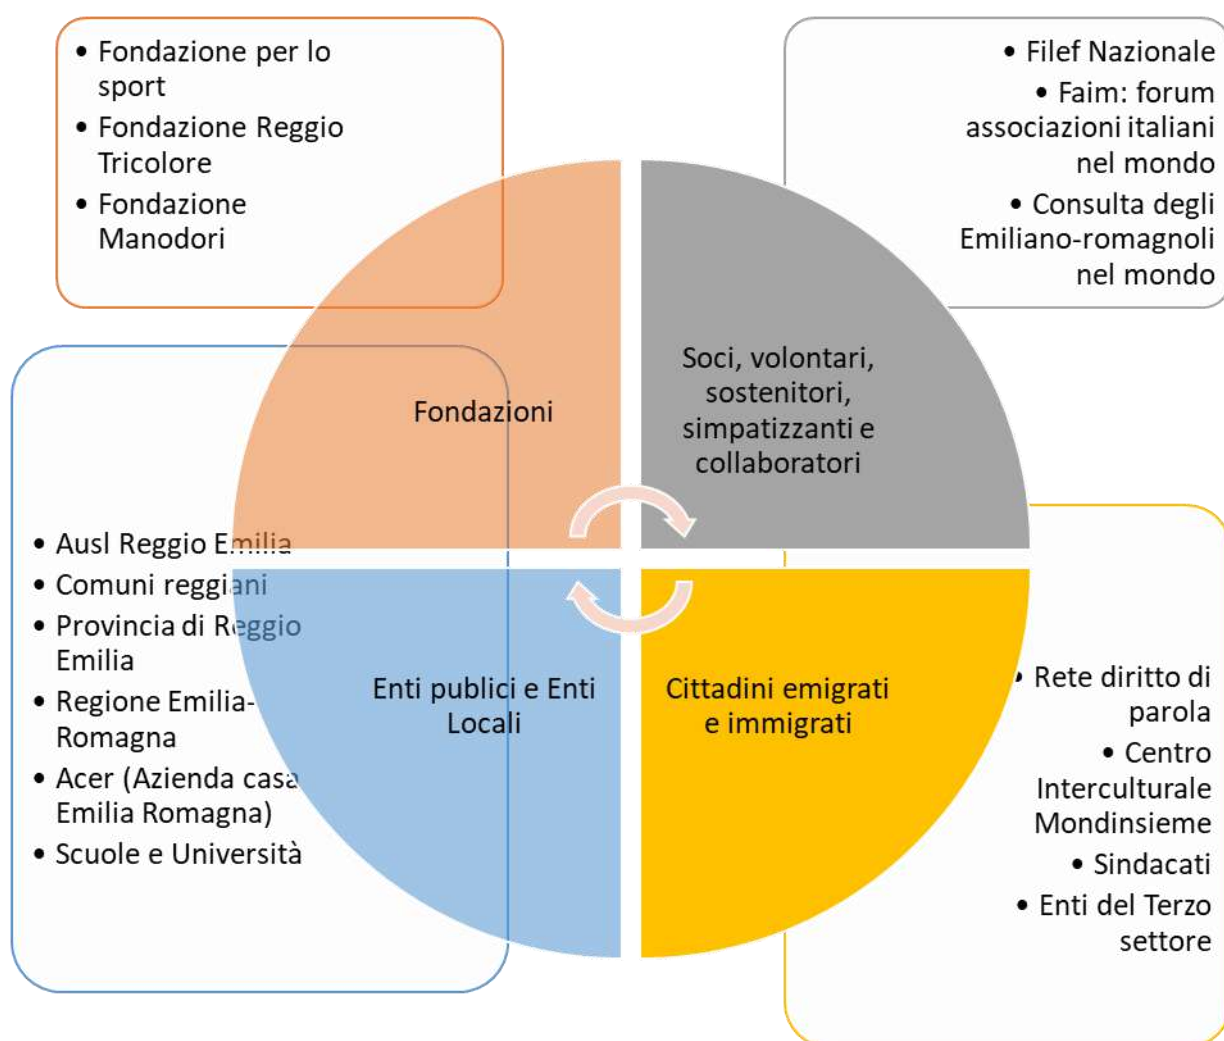 • Fondazione per lo
sport
• Fondazione Reggio
Tricolore
• Fondazione
Manodori
• Filef Nazionale
• Faim: forum
associazioni italiani
nel mondo
• Consulta degli
Emiliano-romagnoli
nel mondo
Fondazioni
Soci, volontari,
sostenitori,
simpatizzanti e
collaboratori
• Ausl Reggio Emilia
• Comuni reggiani
• Provincia di Reggio
Emilia
• Regione Emilia-
Romagna
• Acer (Azienda casa
Emilia Romagna)
• Scuole e Università
Enti publici e Enti
Locali
Cittadini emigrati
e immigrati
• Rete diritto di
parola
• Centro
Interculturale
Mondinsieme
• Sindacati
• Enti del Terzo
settore